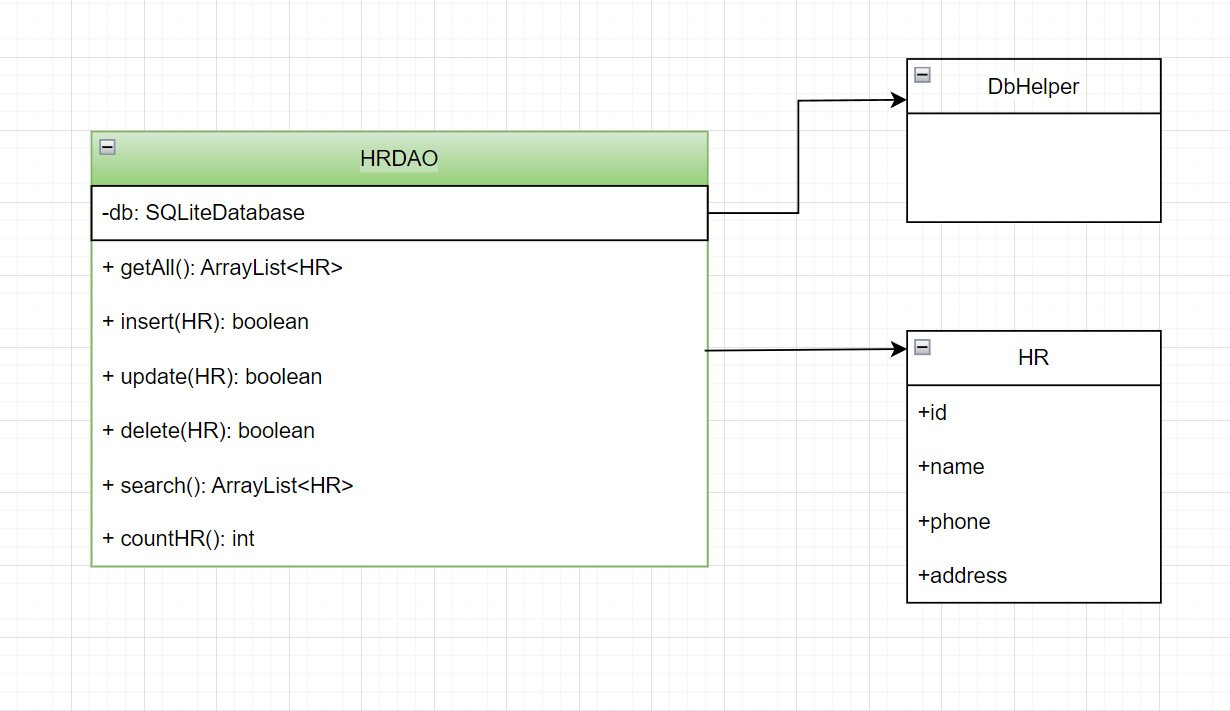 HRDAO
-db: SQLiteDatabase
+ getAll(): ArrayList<HR>
+ insert(HR): boolean
+ update(HR): boolean
+ delete(HR): boolean
+ search(): ArrayList<HR>
+ countHR(): int
DbHelper
HR
+id
+name
+phone
+address